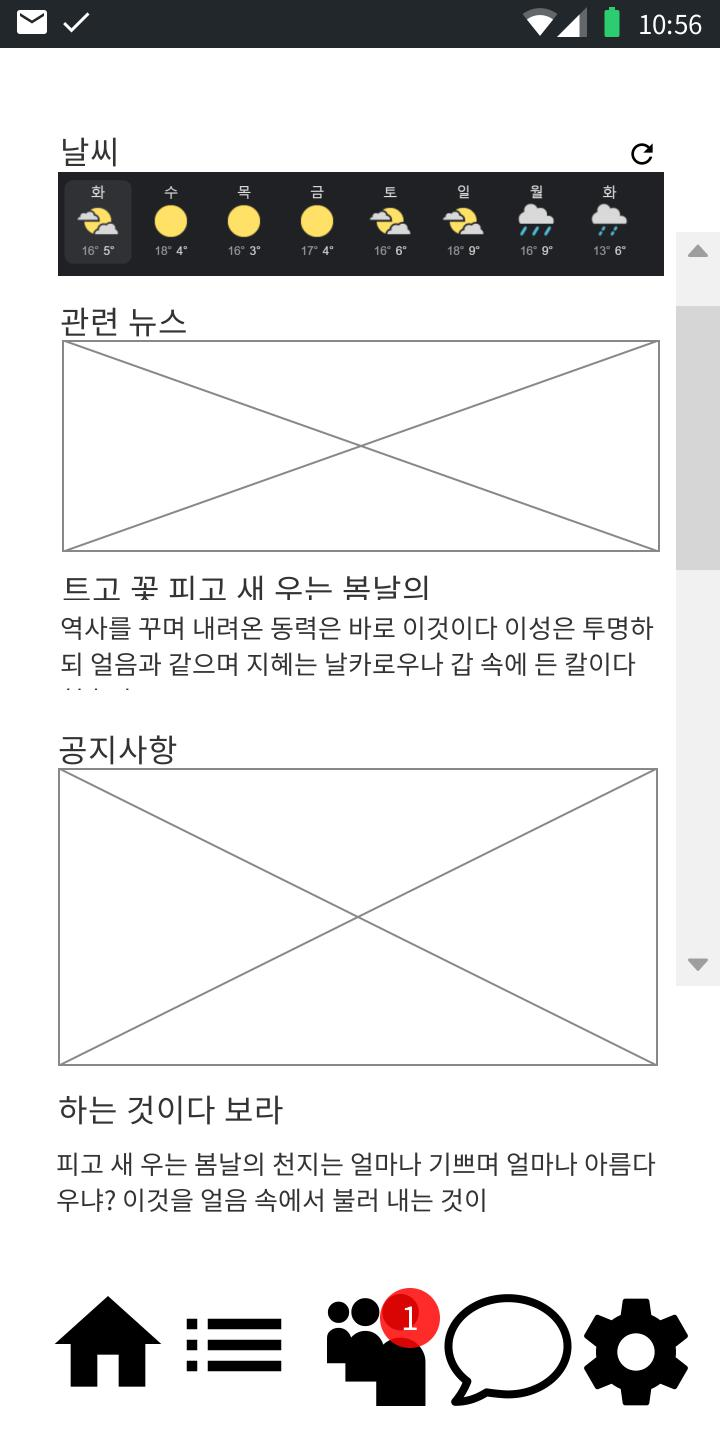 10:56
날씨
화 수 목 금 토 일 월 화
16° 5° 18° 4° 16° 3° 17° 4° 16° 6° 18° 9° 16° 9° 13° 6°
관련 뉴스
트고 꽃 피고 새 우는 봄날의
역사를 꾸며 내려온 동력은 바로 이것이다 이성은 투명하
되 얼음과 같으며 지혜는 날카로우나 갑 속에 든 칼이다
공지사항
하는 것이다 보라
피고 새 우는 봄날의 천지는 얼마나 기쁘며 얼마나 아름다
우냐? 이것을 얼음 속에서 불러 내는 것이
1